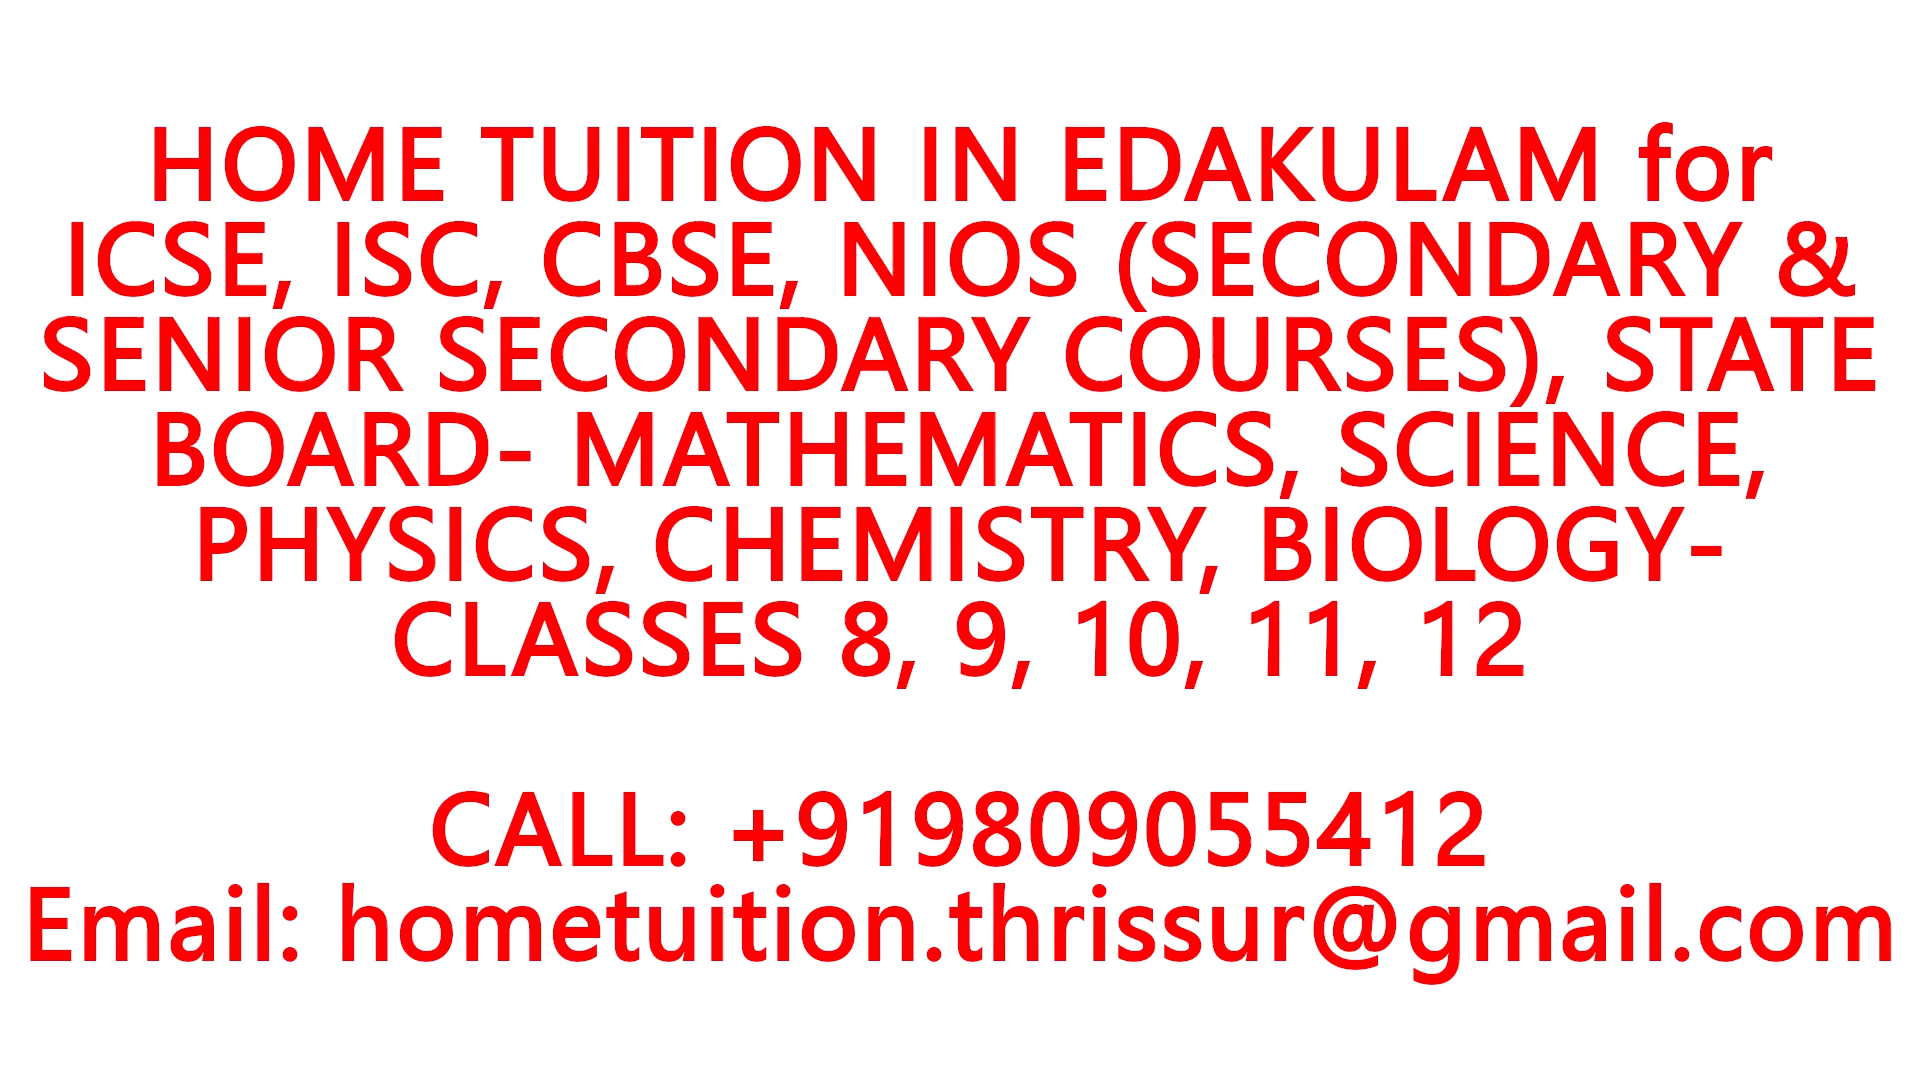 HOME TUITION IN EDAKULAM for
ICSE, ISC, CBSE, NIOS (SECONDARY &
SENIOR SECONDARY COURSES), STATE
BOARD- MATHEMATICS, SCIENCE,
PHYSICS, CHEMISTRY, BIOLOGY-
CLASSES 8, 9, 10, 11, 12
CALL: +919809055412
Email: hometuition.thrissur@gmail.com